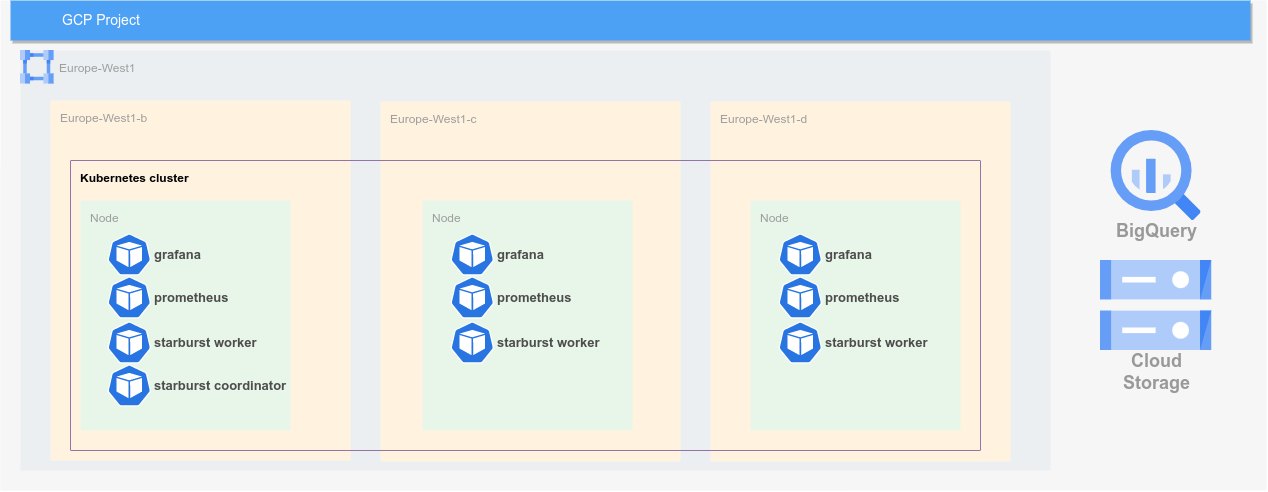 GCP Project
Europe-West1
Europe-West1-b
Europe-West1-c
Europe-West1-d
Kubernetes cluster
Node
grafana
prometheus
starburst worker
starburst coordinator
Node
grafana
prometheus
starburst worker
Node
grafana
prometheus
starburst worker
BigQuery
Cloud
Storage